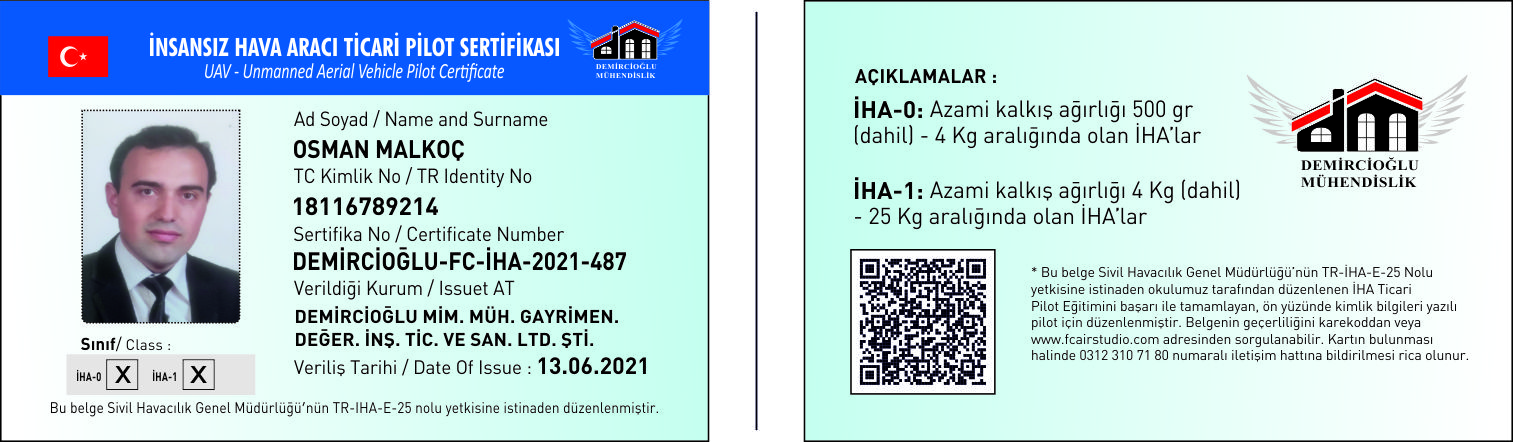 İNSANSIZ HAVA ARACI TİCARİ PİLOT SERTİFİKASI
UAV - Unmanned Aerial Vehicle Pilot Certificate
DEMİRCİOĞLU
MÜHENDİSLİK
Ad Soyad / Name and Surname
OSMAN MALKOÇ
TC Kimlik No / TR Identity No
18116789214
Sertifika No / Certificate Number
DEMİRCİOĞLU-FC-İHA-2021-487
Verildiği Kurum / Issuet AT
DEMİRCİOĞLU MİM. MÜH. GAYRİMEN.
DEĞER. İNŞ. TİC. VE SAN. LTD. ŞTİ.
Veriliş Tarihi / Date Of Issue : 13.06.2021
Sınıf/ Class :
İHA-0 X İHA-1 X
Bu belge Sivil Havacılık Genel Müdürlüğü'nün TR-IHA-E-25 nolu yetkisine istinaden düzenlenmiştir.
AÇIKLAMALAR :
İHA-0: Azami kalkış ağırlığı 500 gr
(dahil) - 4 Kg aralığında olan İHA'lar
İHA-1: Azami kalkış ağırlığı 4 Kg (dahil)
- 25 Kg aralığında olan İHA'lar
DEMİRCİOĞLU
MÜHENDİSLİK
* Bu belge Sivil Havacılık Genel Müdürlüğü'nün TR-İHA-E-25 Nolu
yetkisine istinaden okulumuz tarafından düzenlenen İHA Ticari
Pilot Eğitimini başarı ile tamamlayan, ön yüzünde kimlik bilgileri yazılı
pilot için düzenlenmiştir. Belgenin geçerliliğini karekoddan veya
www.fcairstudio.com adresinden sorgulanabilir. Kartın bulunması
halinde 0312 310 71 80 numaralı iletişim hattına bildirilmesi rica olunur.